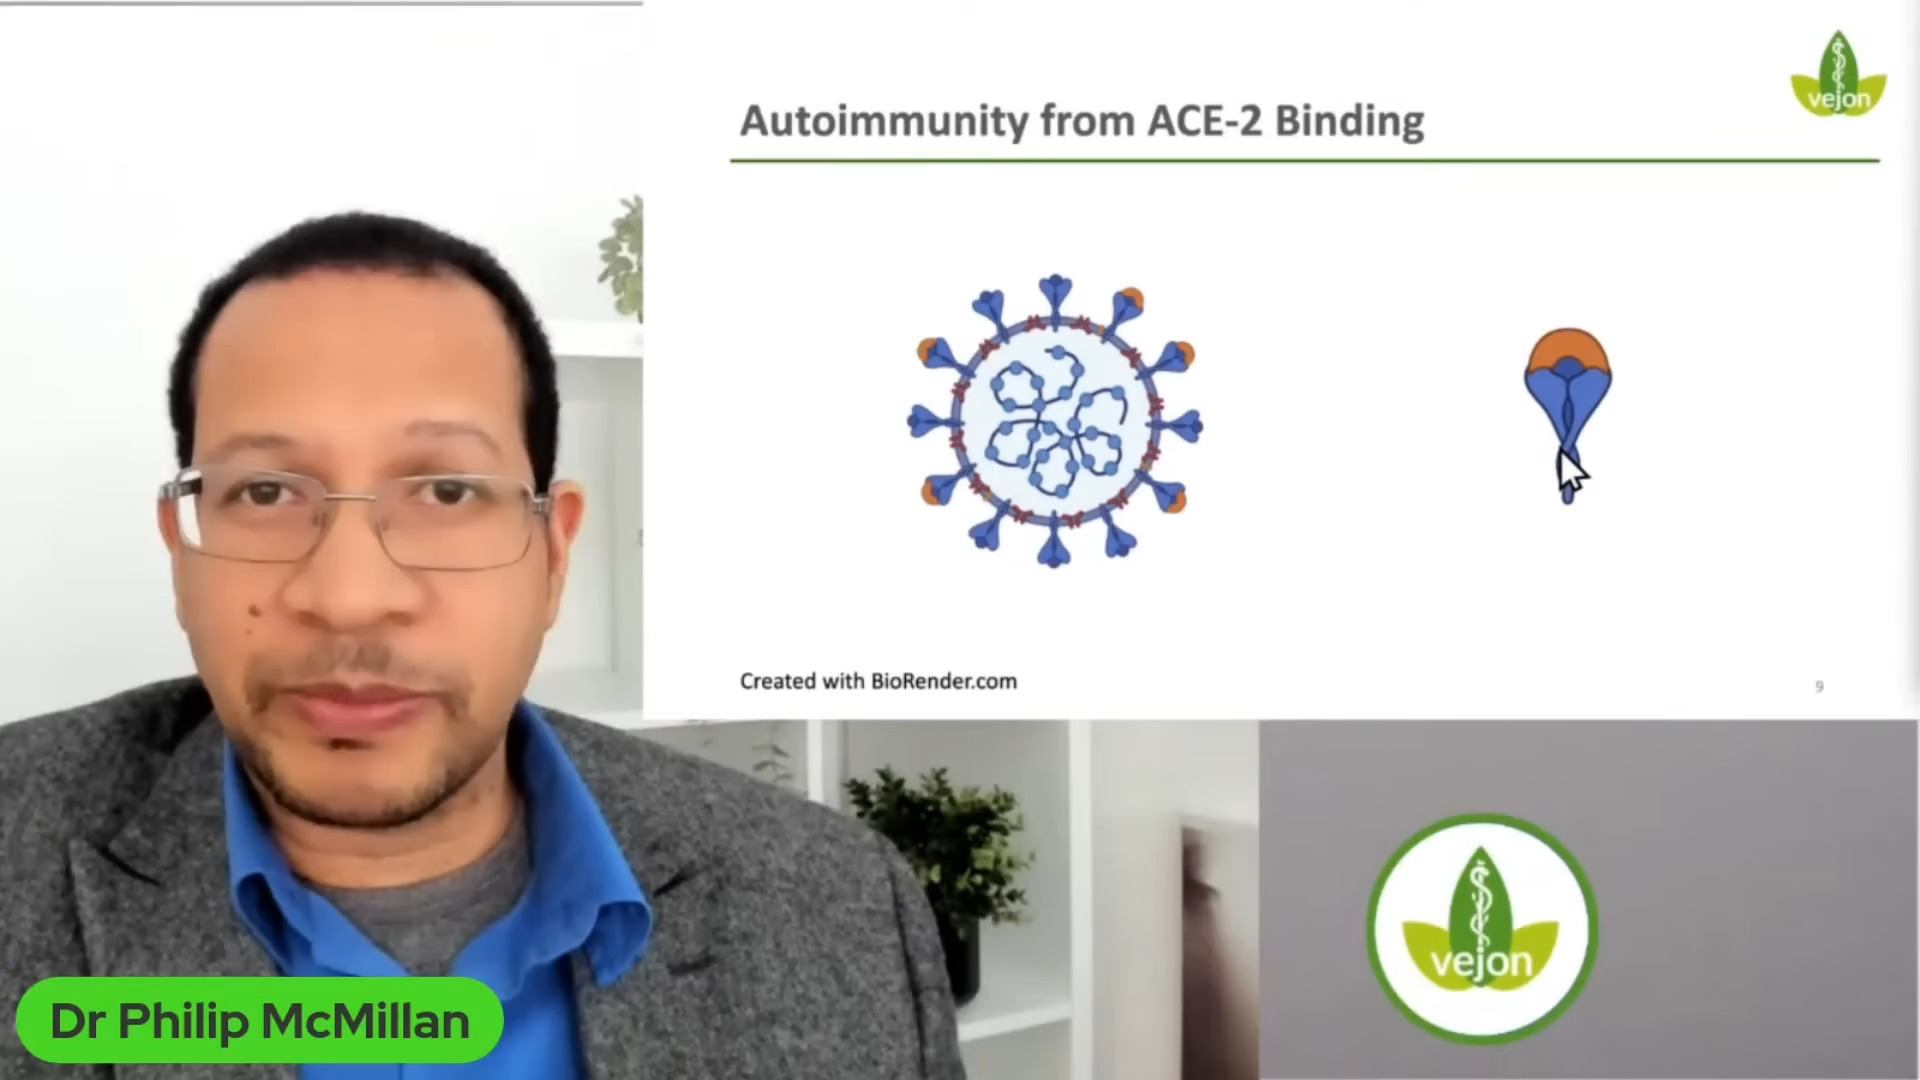 vejon
Autoimmunity from ACE-2 Binding
Created with BioRender.com
9
vejon
Dr Philip McMillan